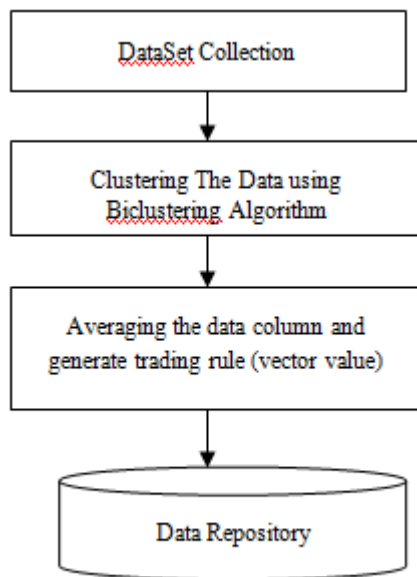 DataSet Collection
Clustering The Data using
Biclustering Algorithm
Averaging the data column and
generate trading rule (vector value)
Data Repository